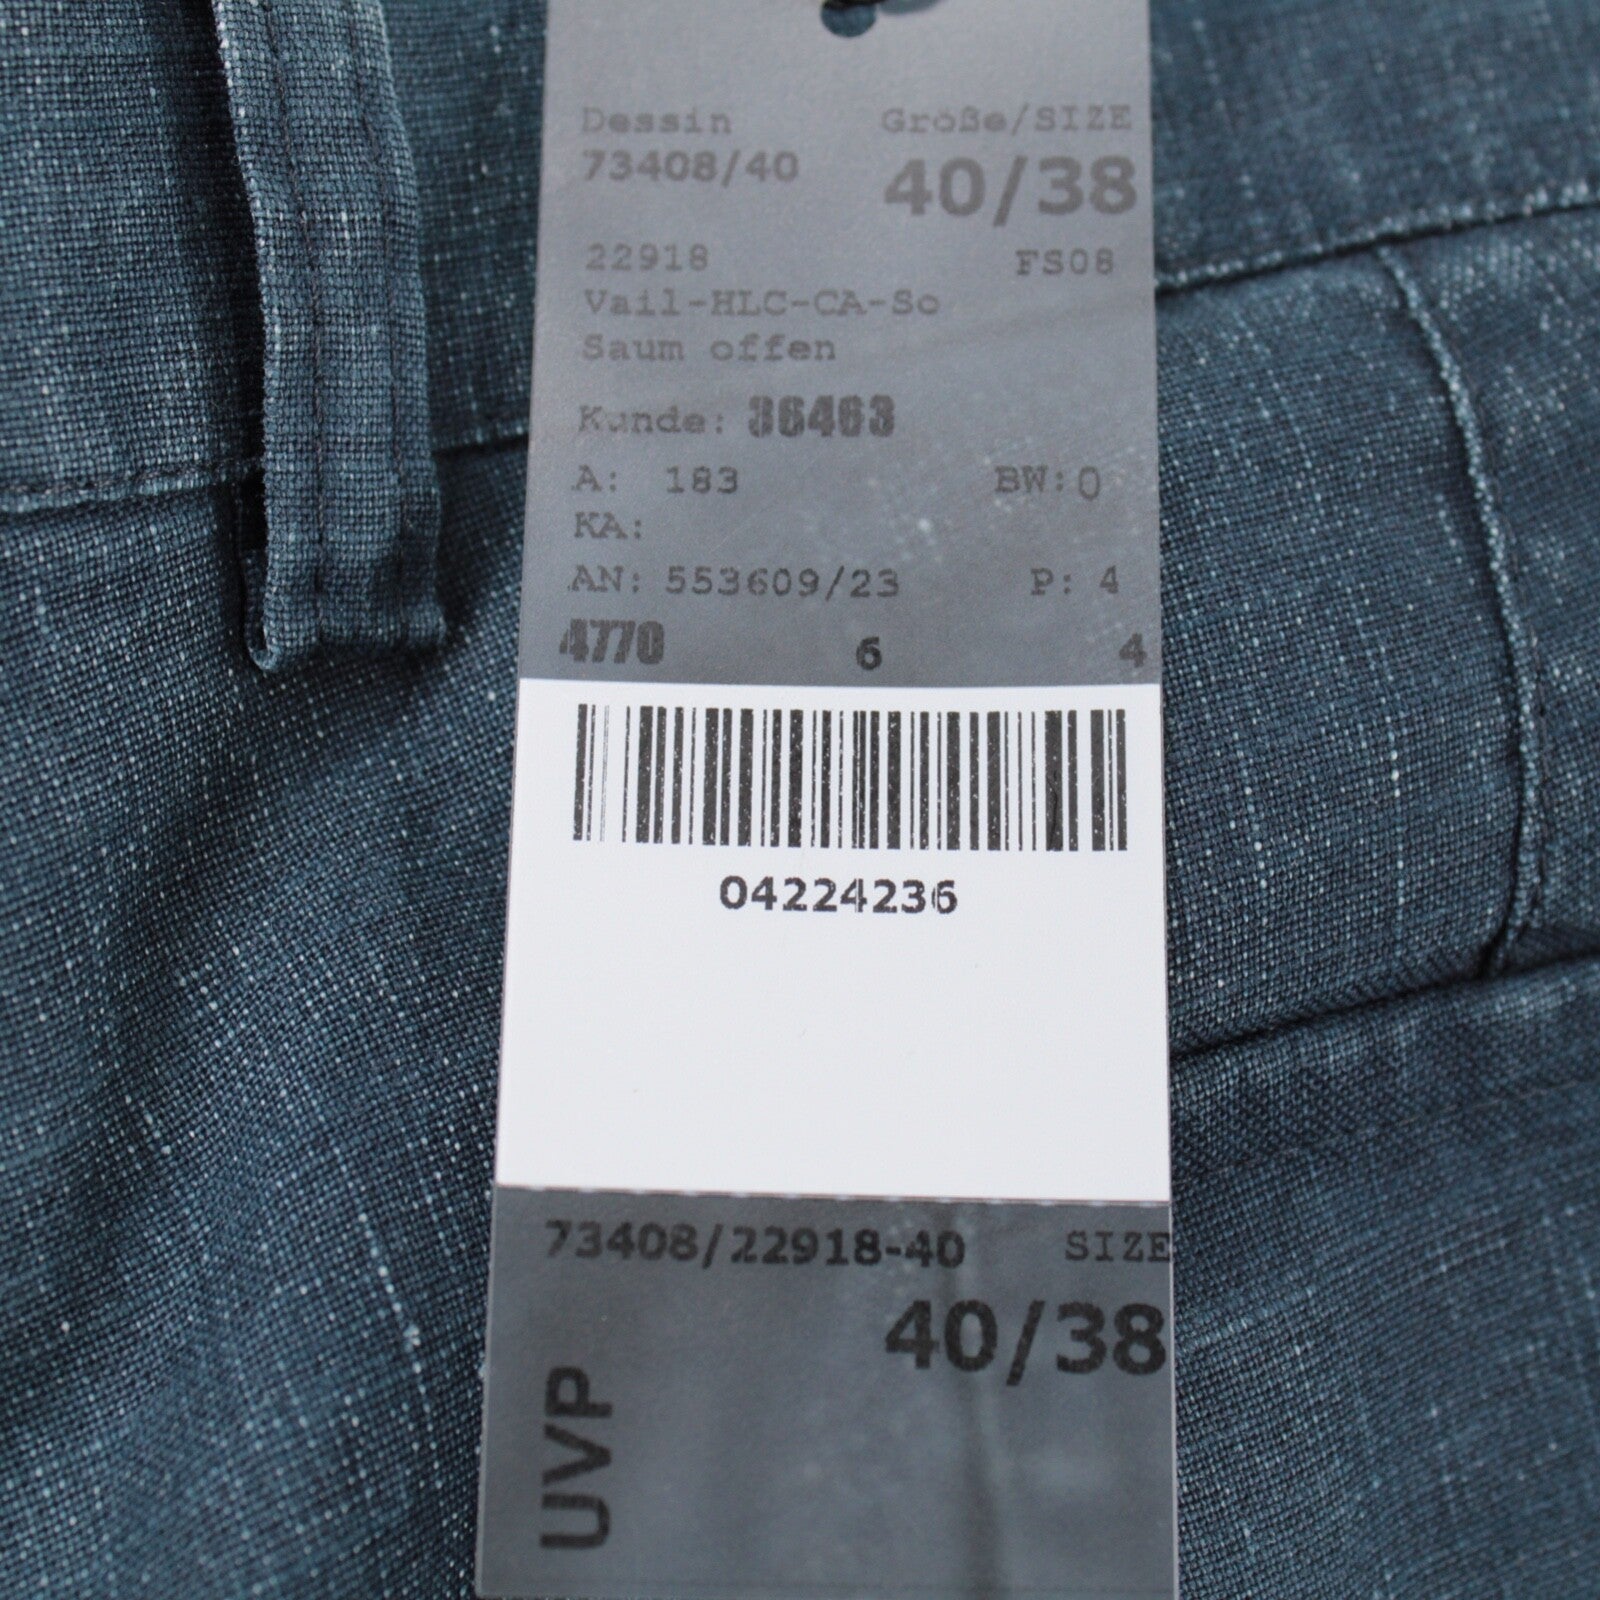 Dessin Größe/SIZE
73408/40 40/38
22918 FS08
Vail-HLC-CA-So
Saum offen
Kunde: 36463
A: 183 BW:0
KA:
AN: 553609/23 P: 4
4770 6 4
04224236
73408/22918-40 SIZE
40/38
UVP